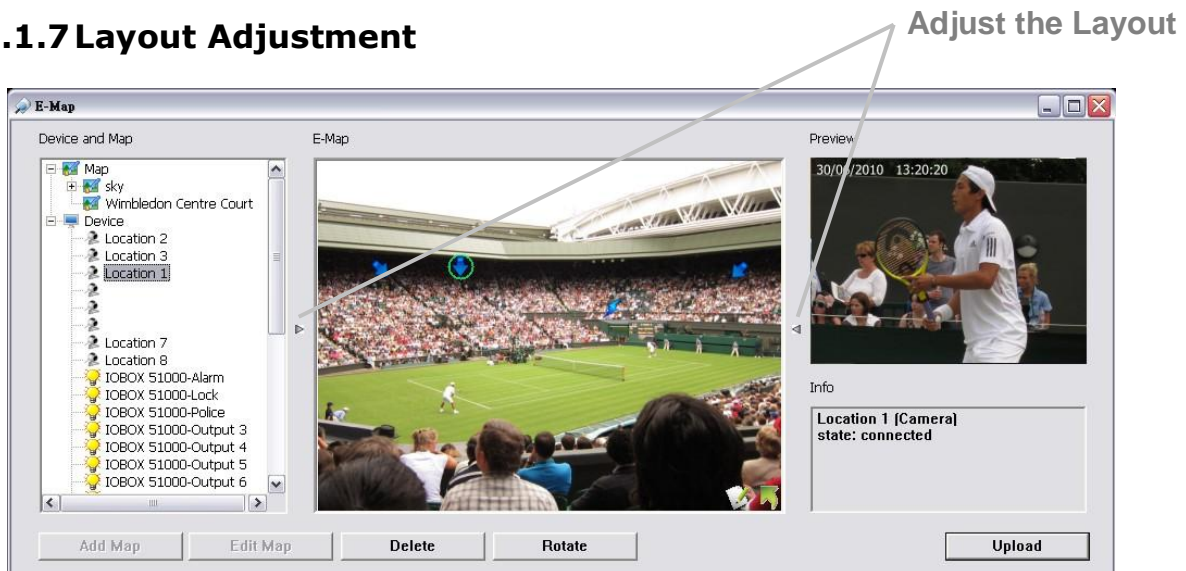 .1.7 Layout Adjustment
Adjust the Layout
E-Map
Device and Map
E-Map
Preview
Map
sky
Wimbledon Centre Court
Device
Location 2
Location 3
Location 1
Location 7
Location 8
IOBOX 51000-Alarm
IOBOX 51000-Lock
IOBOX 51000-Police
IOBOX 51000-Output 3
IOBOX 51000-Output 4
IOBOX 51000-Output 5
IOBOX 51000-Output 6
30/06/2010 13:20:20
Info
Location 1 (Camera)
state: connected
Add Map
Edit Map
Delete
Rotate
Upload